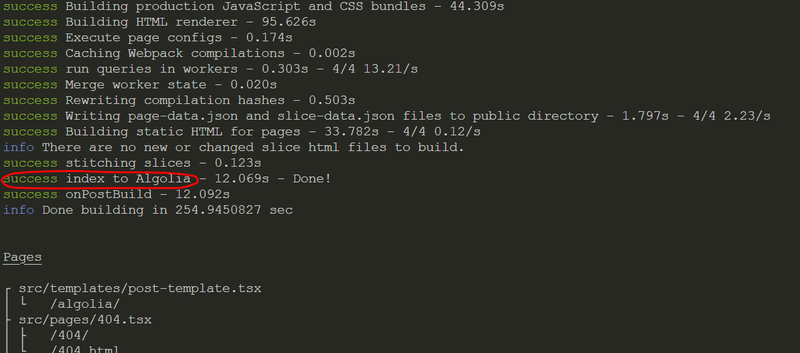 success Building production JavaScript and CSS bundles - 44.309s
success Building HTML renderer - 95.626s
success Execute page configs - 0.174s
success Caching Webpack compilations - 0.002s
success run queries in workers - 0.303s - 4/4 13.21/s
success Merge worker state - 0.020s
success Rewriting compilation hashes - 0.503s
success Writing page-data.json and slice-data.json files to public directory - 1.797s - 4/4 2.23/s
success Building static HTML for pages - 33.782s - 4/4 0.12/s
info There are no new or changed slice html files to build.
success stitching slices - 0.123s
success index to Algolia - 12.069s - Done!
success onPostBuild - 12.092s
info Done building in 254.9450827 sec
Pages
┌ src/templates/post-template.tsx
│ └   /algolia/
├ src/pages/404.tsx
│ ├   /404/
│ └   /404.html